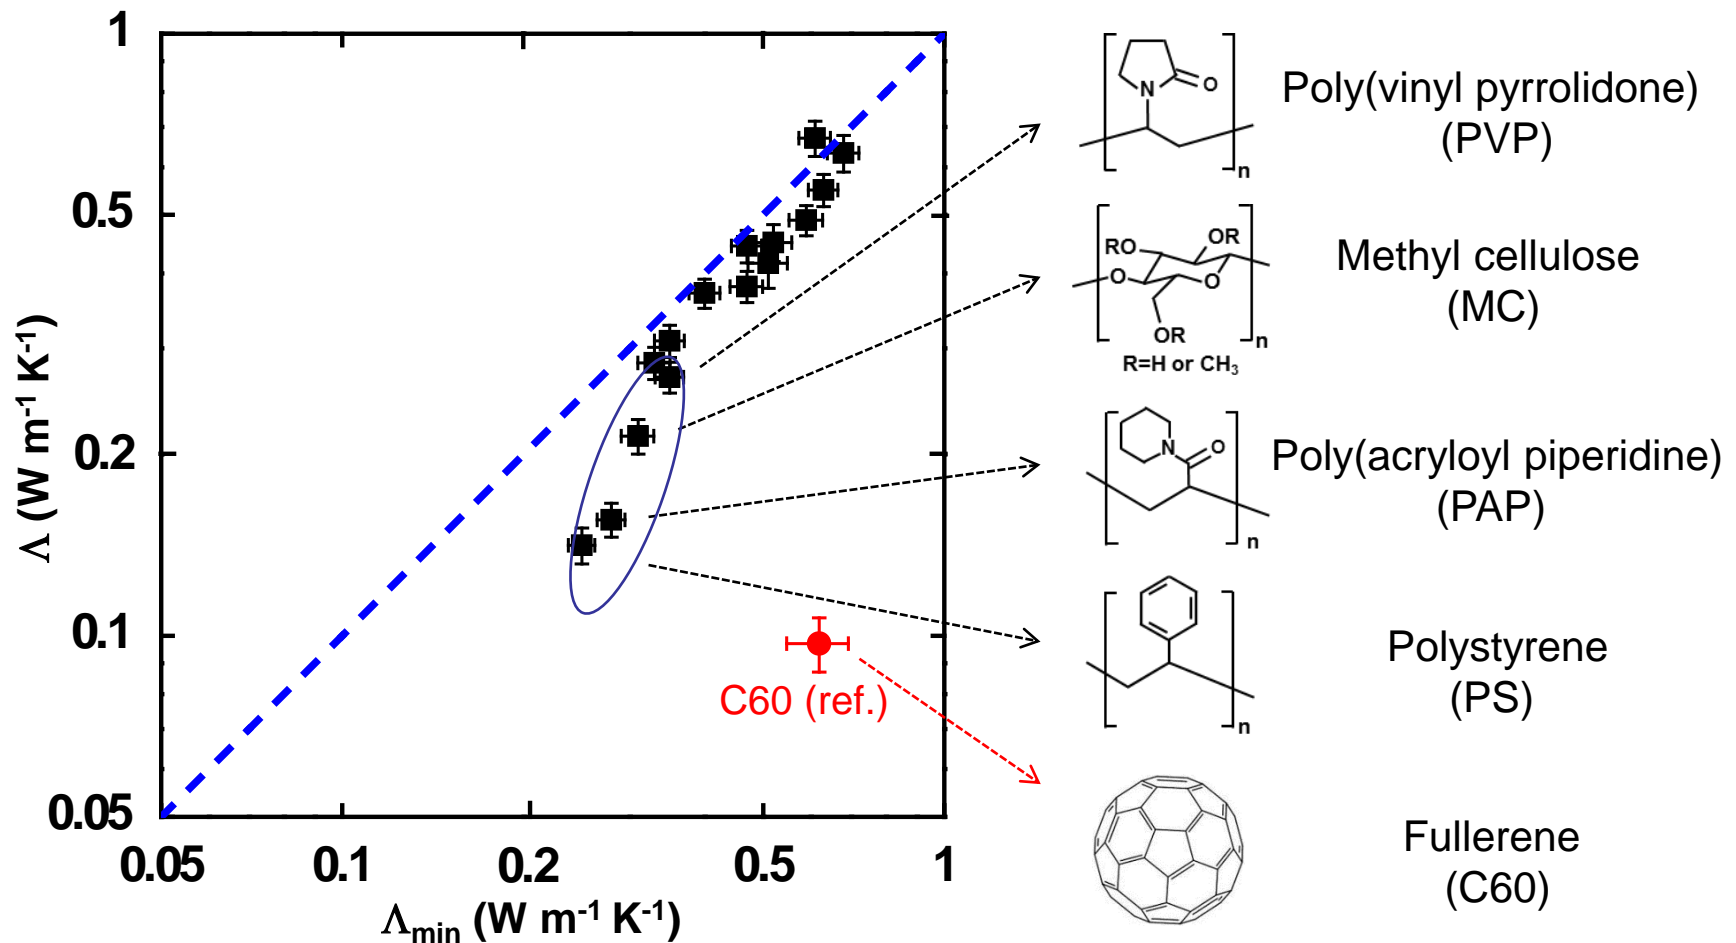 1
0.5
0.2
0.1
0.05
Λ (W m⁻¹ K⁻¹)
0.05 0.1 0.2 0.5 1
Λmin (W m⁻¹ K⁻¹)
C60 (ref.)
N
O
n
Poly(vinyl pyrrolidone)
(PVP)
RO
OR
O
O
OR
n
R=H or CH₃
Methyl cellulose
(MC)
N
O
n
Poly(acryloyl piperidine)
(PAP)
n
Polystyrene
(PS)
Fullerene
(C60)